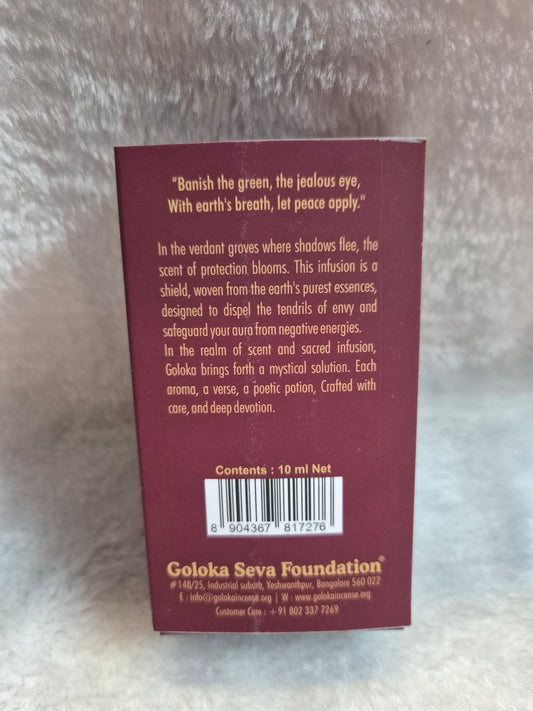 "Banish the green, the jealous eye,
With earth's breath, let peace apply."
In the verdant groves where shadows flee, the
scent of protection blooms. This infusion is a
shield, woven from the earth's purest essences,
designed to dispel the tendrils of envy and
safeguard your aura from negative energies.
In the realm of scent and sacred infusion,
Goloka brings forth a mystical solution. Each
aroma, a verse, a poetic potion, Crafted with
care, and deep devotion.
Contents : 10 ml Net
8 904367 817276
Goloka Seva Foundation®
# 148/25, Industrial suburb, Yeshwanthpur, Bangalore 560 022
E : info@golokaincense.org | W : www.golokaincense.org
Customer Care : + 91 802 337 7269